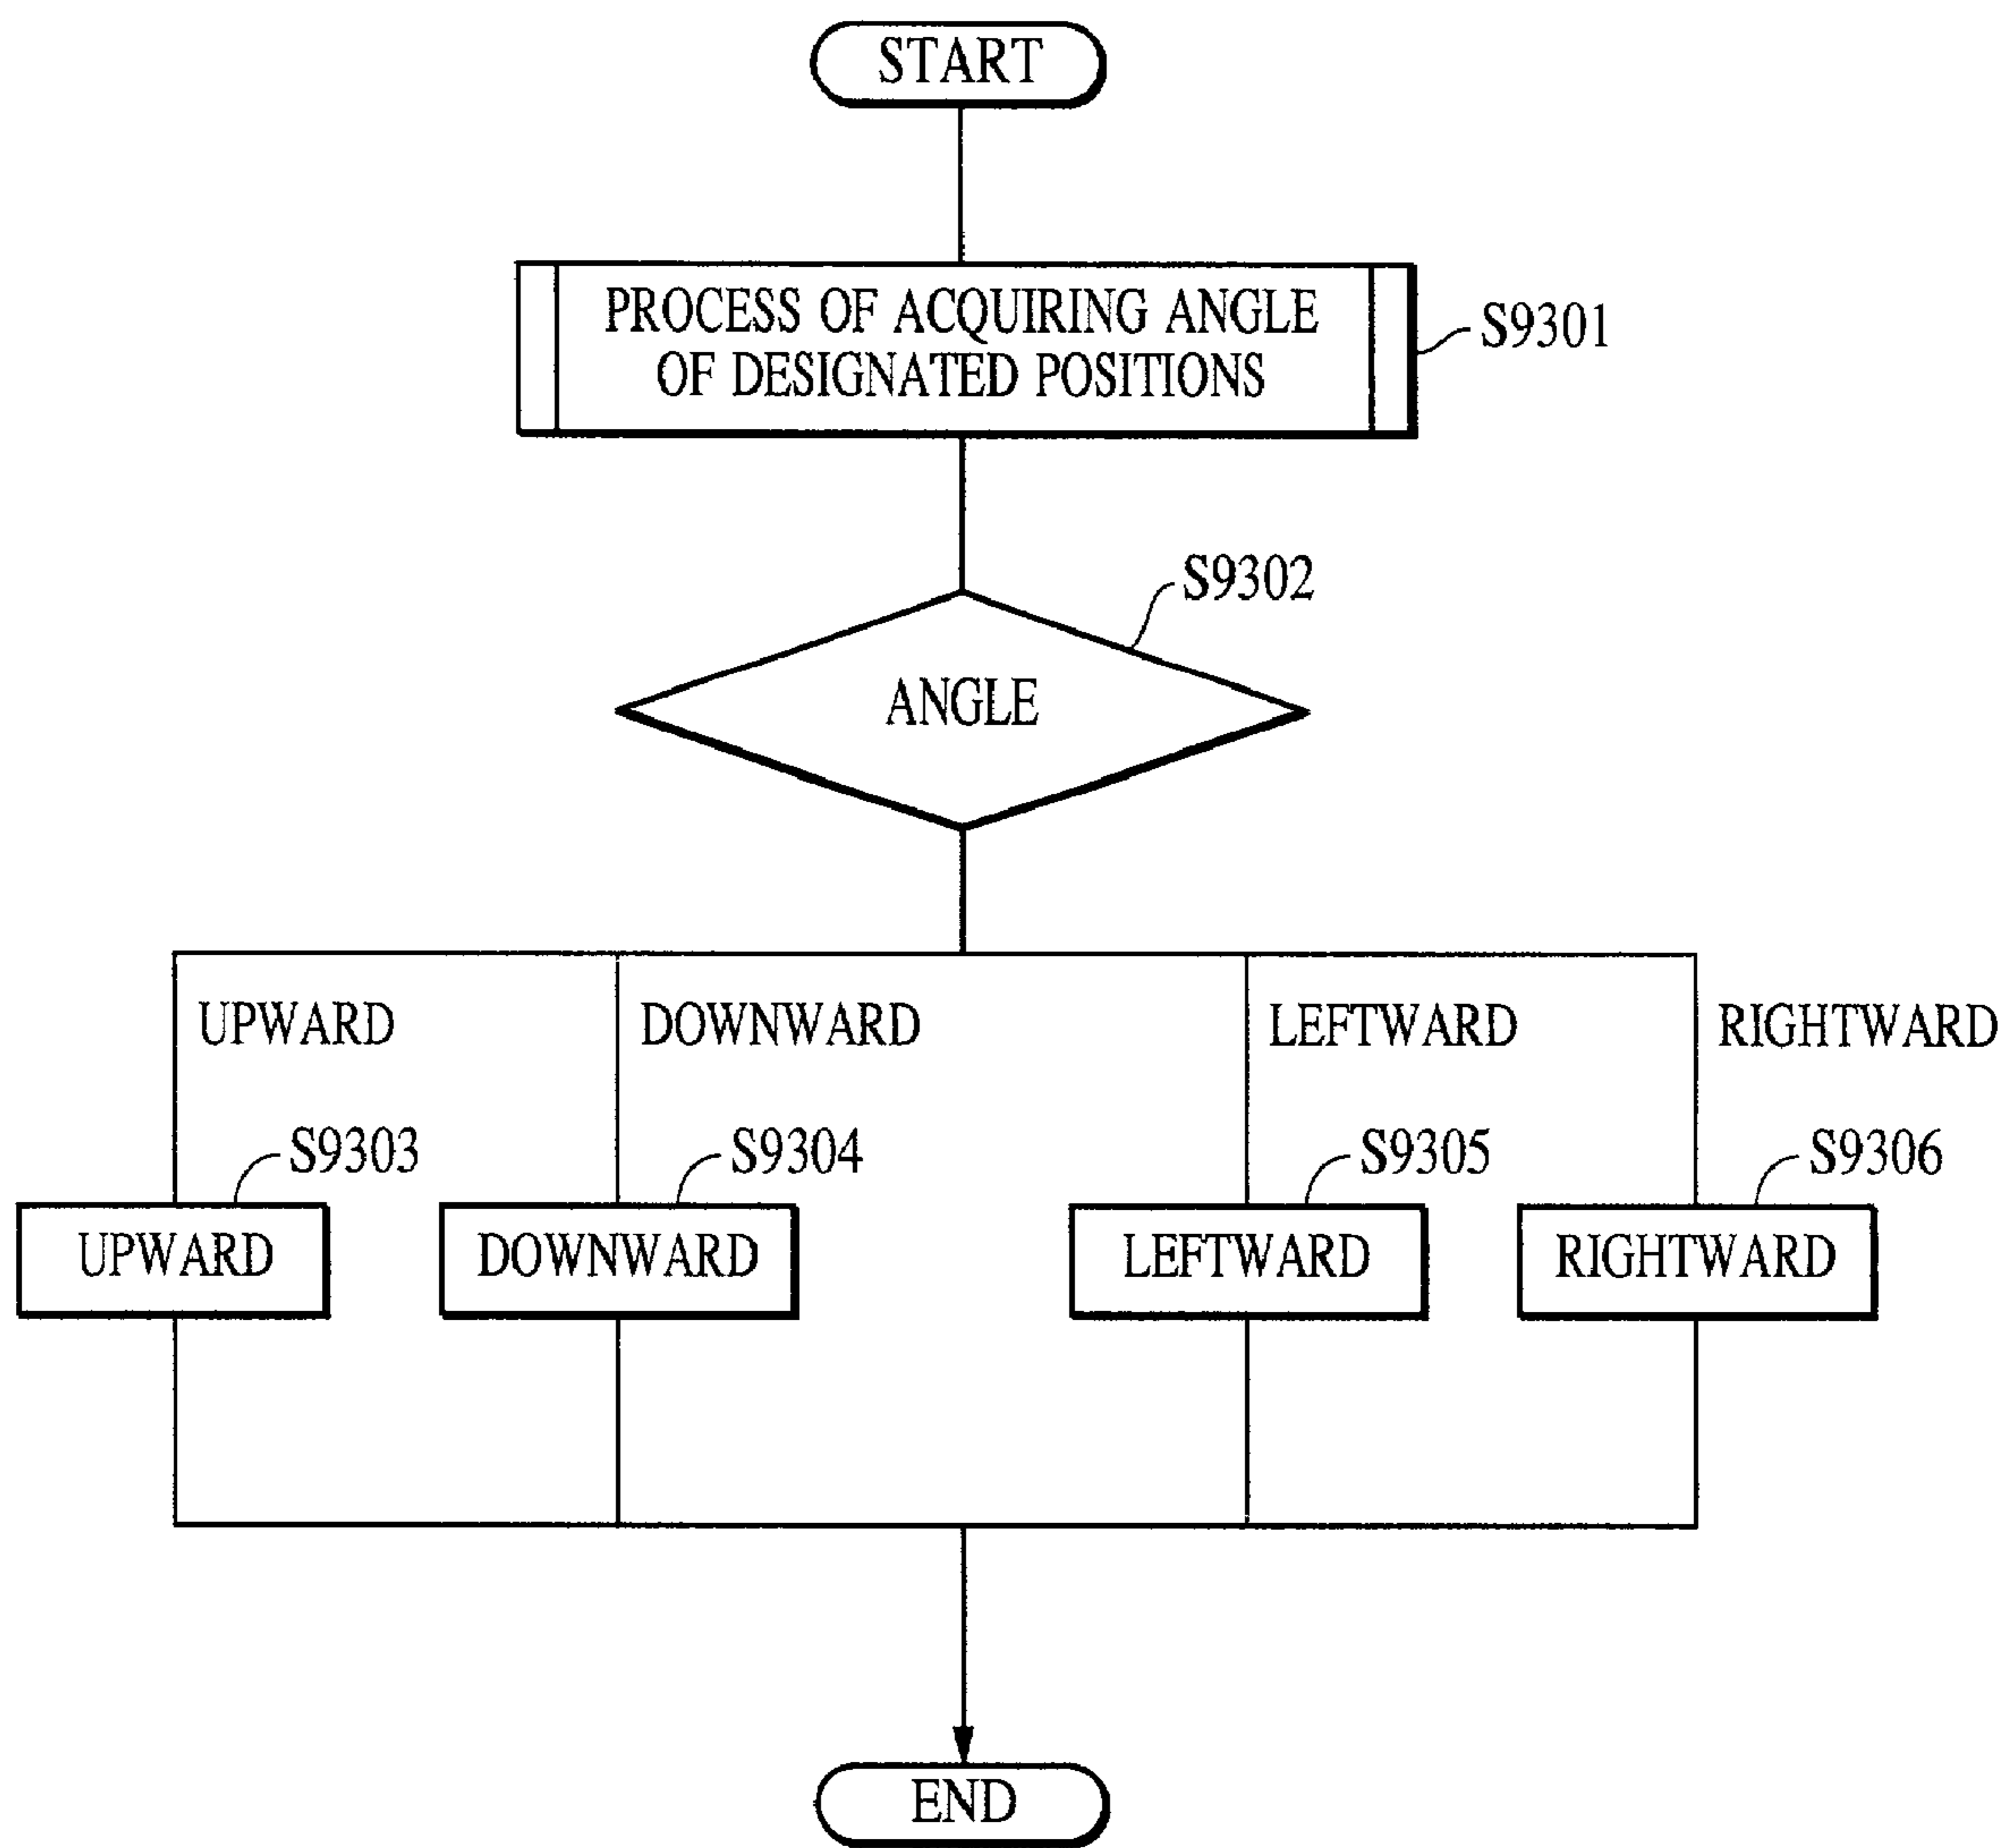 START
PROCESS OF ACQUIRING ANGLE
OF DESIGNATED POSITIONS
S9301
S9302
ANGLE
UPWARD
DOWNWARD
LEFTWARD
RIGHTWARD
S9303
S9304
S9305
S9306
UPWARD
DOWNWARD
LEFTWARD
RIGHTWARD
END